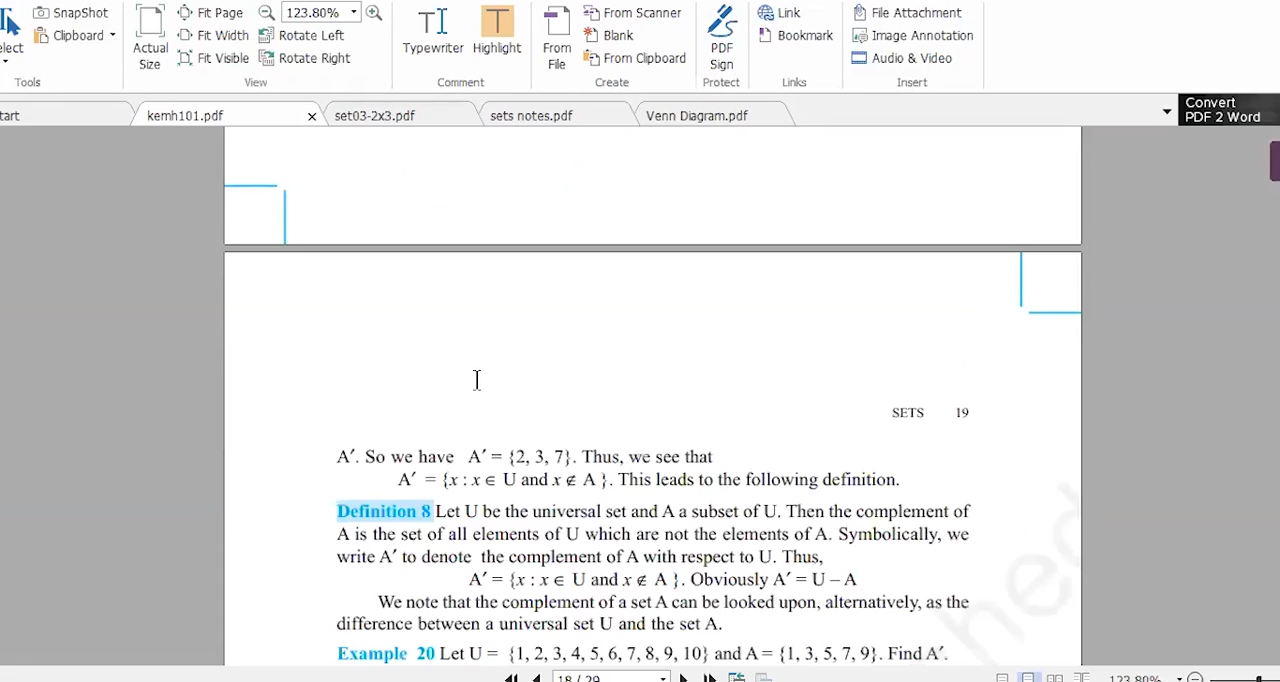 SnapShot Fit Page 123.80% From Scanner Link File Attachment
elect Clipboard Actual Size Fit Width Rotate Left Typewriter Highlight From File Blank PDF Sign Bookmark Image Annotation
Fit Visible Rotate Right From Clipboard Audio & Video
Tools View Comment Create Protect Links Insert
tart kemh101.pdf set03-2x3.pdf sets notes.pdf Venn Diagram.pdf Convert PDF 2 Word
SETS 19
A′. So we have A′ = {2, 3, 7}. Thus, we see that
A′ = {x : x ∈ U and x ∉ A }. This leads to the following definition.
Definition 8 Let U be the universal set and A a subset of U. Then the complement of
A is the set of all elements of U which are not the elements of A. Symbolically, we
write A′ to denote the complement of A with respect to U. Thus,
A′ = {x : x ∈ U and x ∉ A }. Obviously A′ = U – A
We note that the complement of a set A can be looked upon, alternatively, as the
difference between a universal set U and the set A.
Example 20 Let U = {1, 2, 3, 4, 5, 6, 7, 8, 9, 10} and A = {1, 3, 5, 7, 9}. Find A′.
hed
18 / 29 123.80%